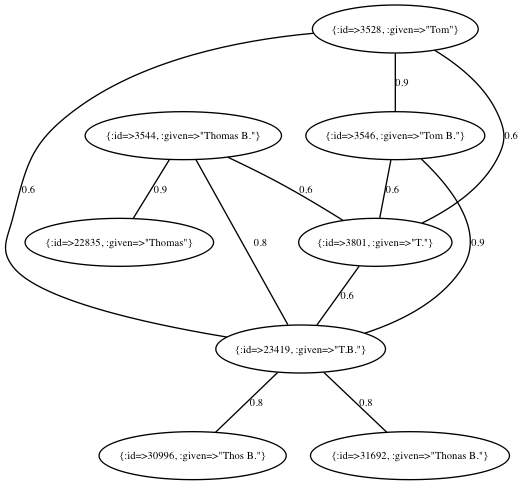 {:id=>3528, :given=>"Tom"}
0.9
{:id=>3544, :given=>"Thomas B."}
{:id=>3546, :given=>"Tom B."}
0.6
0.6
0.9
0.6
0.6
{:id=>22835, :given=>"Thomas"}
0.8
{:id=>3801, :given=>"T."}
0.9
0.6
{:id=>23419, :given=>"T.B."}
0.8
0.8
{:id=>30996, :given=>"Thos B."}
{:id=>31692, :given=>"Thonas B."}